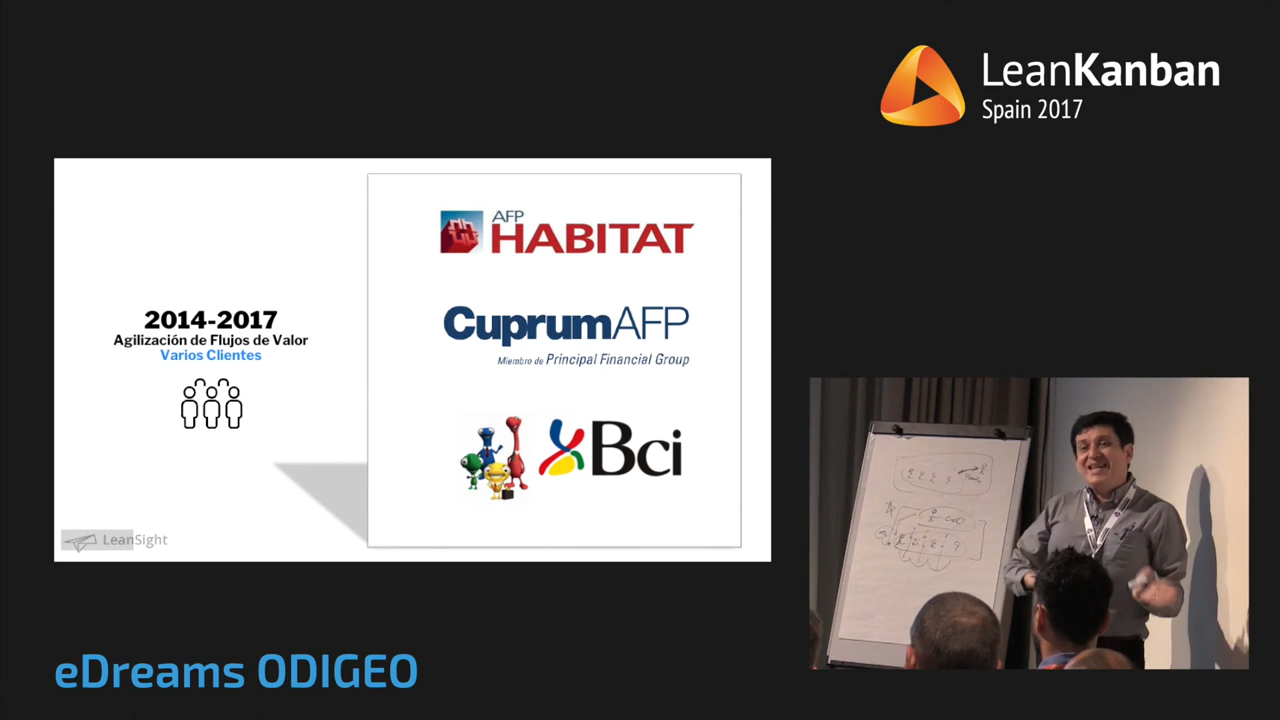 LeanKanban
Spain 2017
AFP
HABITAT
2014-2017
Agilización de Flujos de Valor
Varios Clientes
CuprumAFP
Miembro de Principal Financial Group
Bci
LeanSight
eDreams ODIGEO